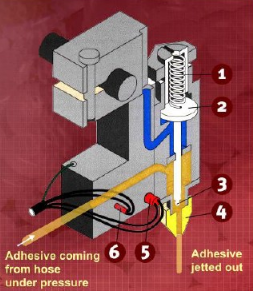 1
2
3
4
6
5
Adhesive coming
from hose
under pressure
Adhesive
jetted out